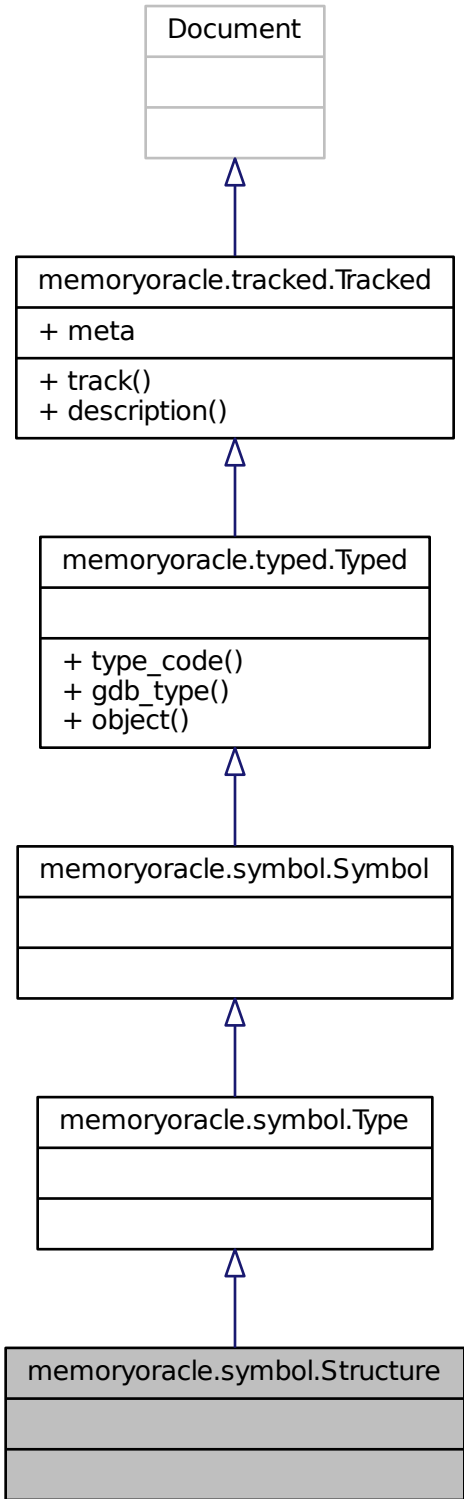 Document
memoryoracle.tracked.Tracked
+ meta
+ track()
+ description()
memoryoracle.typed.Typed
+ type_code()
+ gdb_type()
+ object()
memoryoracle.symbol.Symbol
memoryoracle.symbol.Type
memoryoracle.symbol.Structure